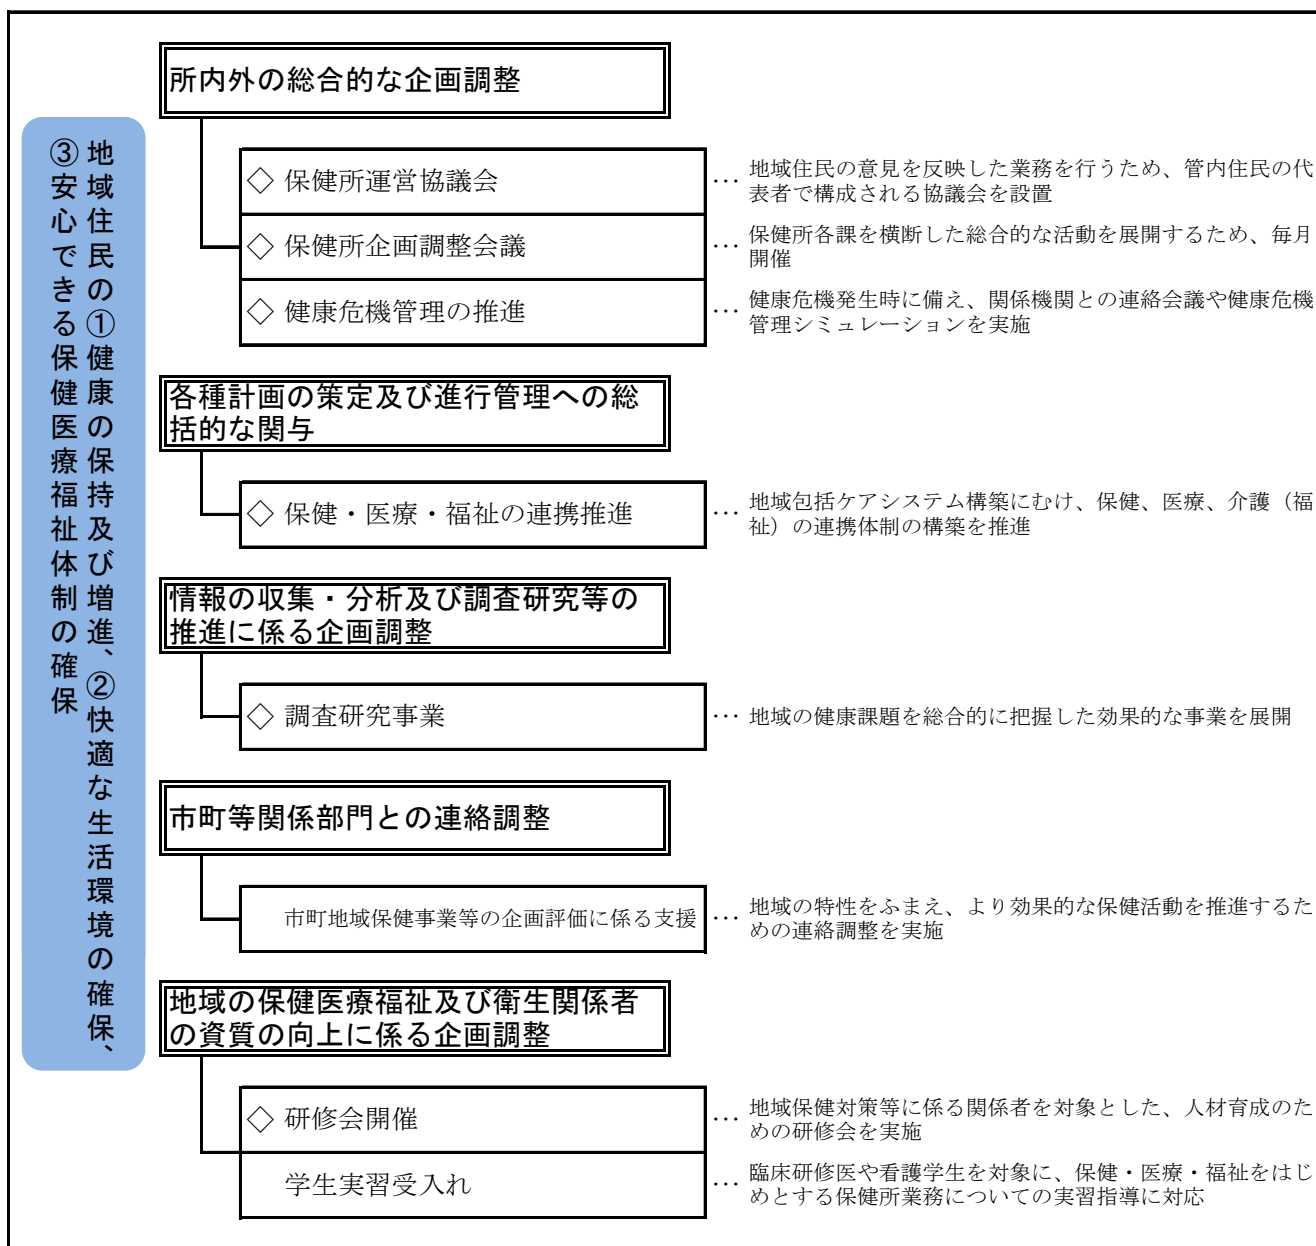 地域住民の①健康の保持及び増進、②快適な生活環境の確保、
③安心できる保健医療福祉体制の確保
所内外の総合的な企画調整
◇ 保健所運営協議会
… 地域住民の意見を反映した業務を行うため、管内住民の代
表者で構成される協議会を設置
◇ 保健所企画調整会議
… 保健所各課を横断した総合的な活動を展開するため、毎月
開催
◇ 健康危機管理の推進
… 健康危機発生時に備え、関係機関との連絡会議や健康危機
管理シミュレーションを実施
各種計画の策定及び進行管理への総
括的な関与
◇ 保健・医療・福祉の連携推進
… 地域包括ケアシステム構築にむけ、保健、医療、介護（福
祉）の連携体制の構築を推進
情報の収集・分析及び調査研究等の
推進に係る企画調整
◇ 調査研究事業
… 地域の健康課題を総合的に把握した効果的な事業を展開
市町等関係部門との連絡調整
市町地域保健事業等の企画評価に係る支援
… 地域の特性をふまえ、より効果的な保健活動を推進するた
めの連絡調整を実施
地域の保健医療福祉及び衛生関係者
の資質の向上に係る企画調整
◇ 研修会開催
… 地域保健対策等に係る関係者を対象とした、人材育成のた
めの研修会を実施
学生実習受入れ
… 臨床研修医や看護学生を対象に、保健・医療・福祉をはじ
めとする保健所業務についての実習指導に対応